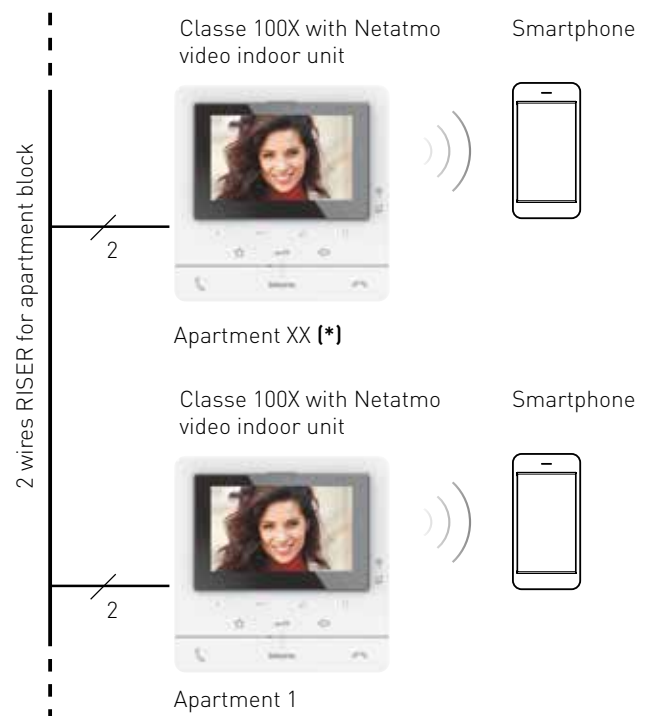 Classe 100X with Netatmo
video indoor unit
Smartphone
2 wires RISER for apartment block
2
Apartment XX (*)
Classe 100X with Netatmo
video indoor unit
Smartphone
2
Apartment 1